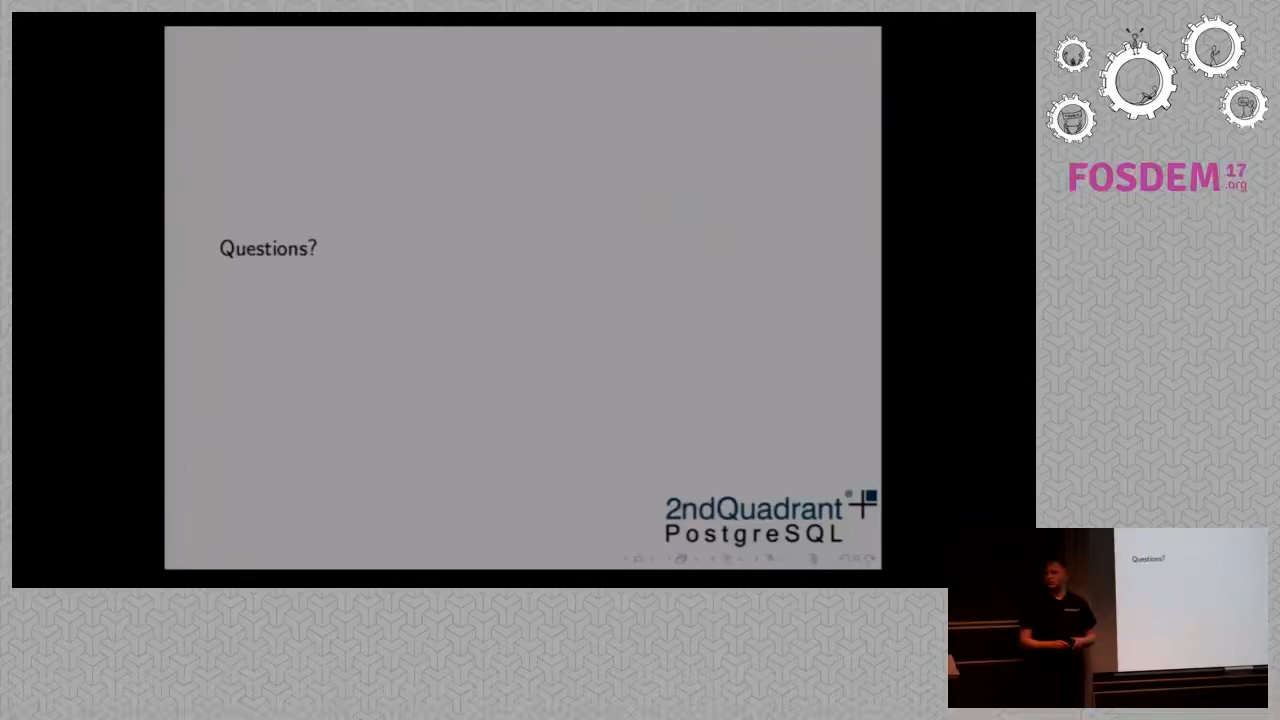 Questions?
2ndQuadrant
PostgreSQL
FOSDEM 17
.org
Questions?